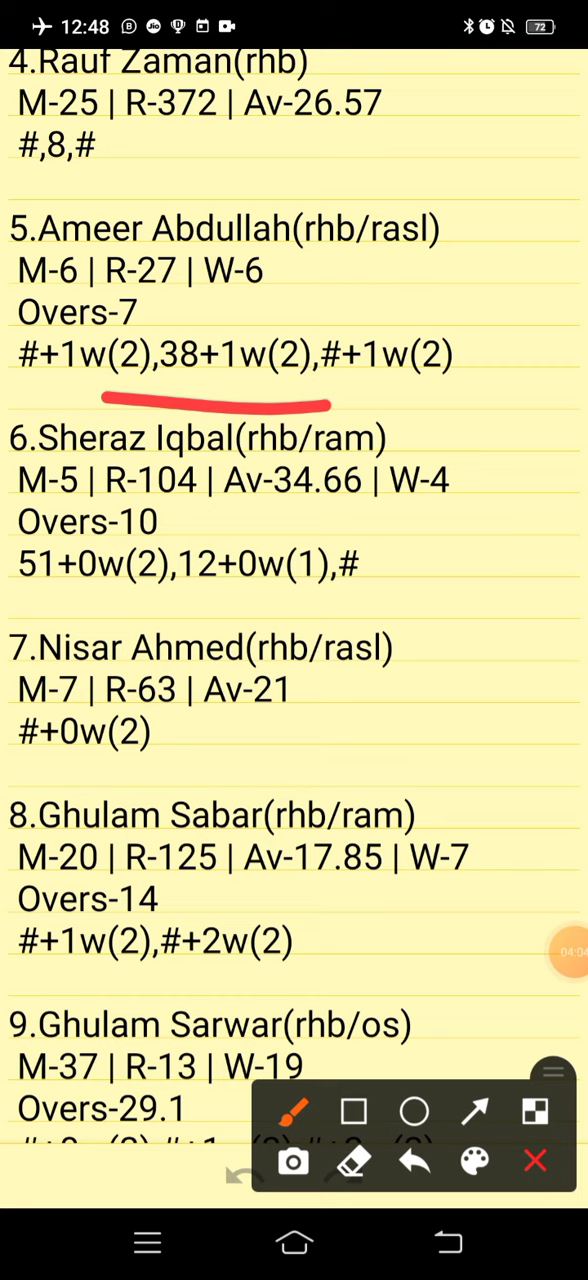 12:48
72
4.Rauf Zaman(rhb)
M-25 | R-372 | Av-26.57
#,8,#
5.Ameer Abdullah(rhb/rasl)
M-6 | R-27 | W-6
Overs-7
#+1w(2),38+1w(2),#+1w(2)
6.Sheraz Iqbal(rhb/ram)
M-5 | R-104 | Av-34.66 | W-4
Overs-10
51+0w(2),12+0w(1),#
7.Nisar Ahmed(rhb/rasl)
M-7 | R-63 | Av-21
#+0w(2)
8.Ghulam Sabar(rhb/ram)
M-20 | R-125 | Av-17.85 | W-7
Overs-14
#+1w(2),#+2w(2)
04:04
9.Ghulam Sarwar(rhb/os)
M-37 | R-13 | W-19
Overs-29.1